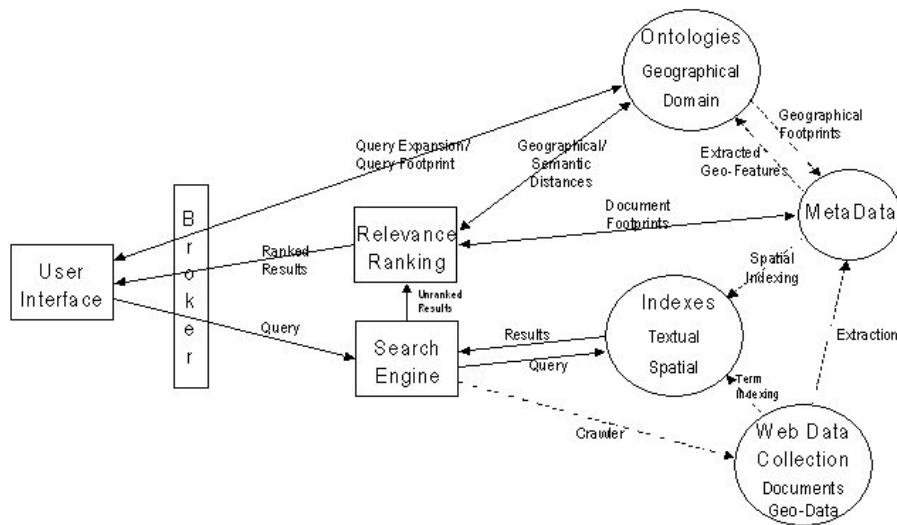 Ontologies
Geographical
Domain
Geographical
Footprints
Query Expansion/
Query Footprint
Geographical/
Semantic
Distances
Extracted
Geo-Features
B
r
o
k
e
r
Document
Footprints
MetaData
Relevance
Ranking
Ranked
Results
User
Interface
Spatial
Indexing
Unranked
Results
Indexes
Textual
Spatial
Query
Results
Search
Engine
Query
Extraction
Term
Indexing
Crawler
Web Data
Collection
Documents
Geo-Data